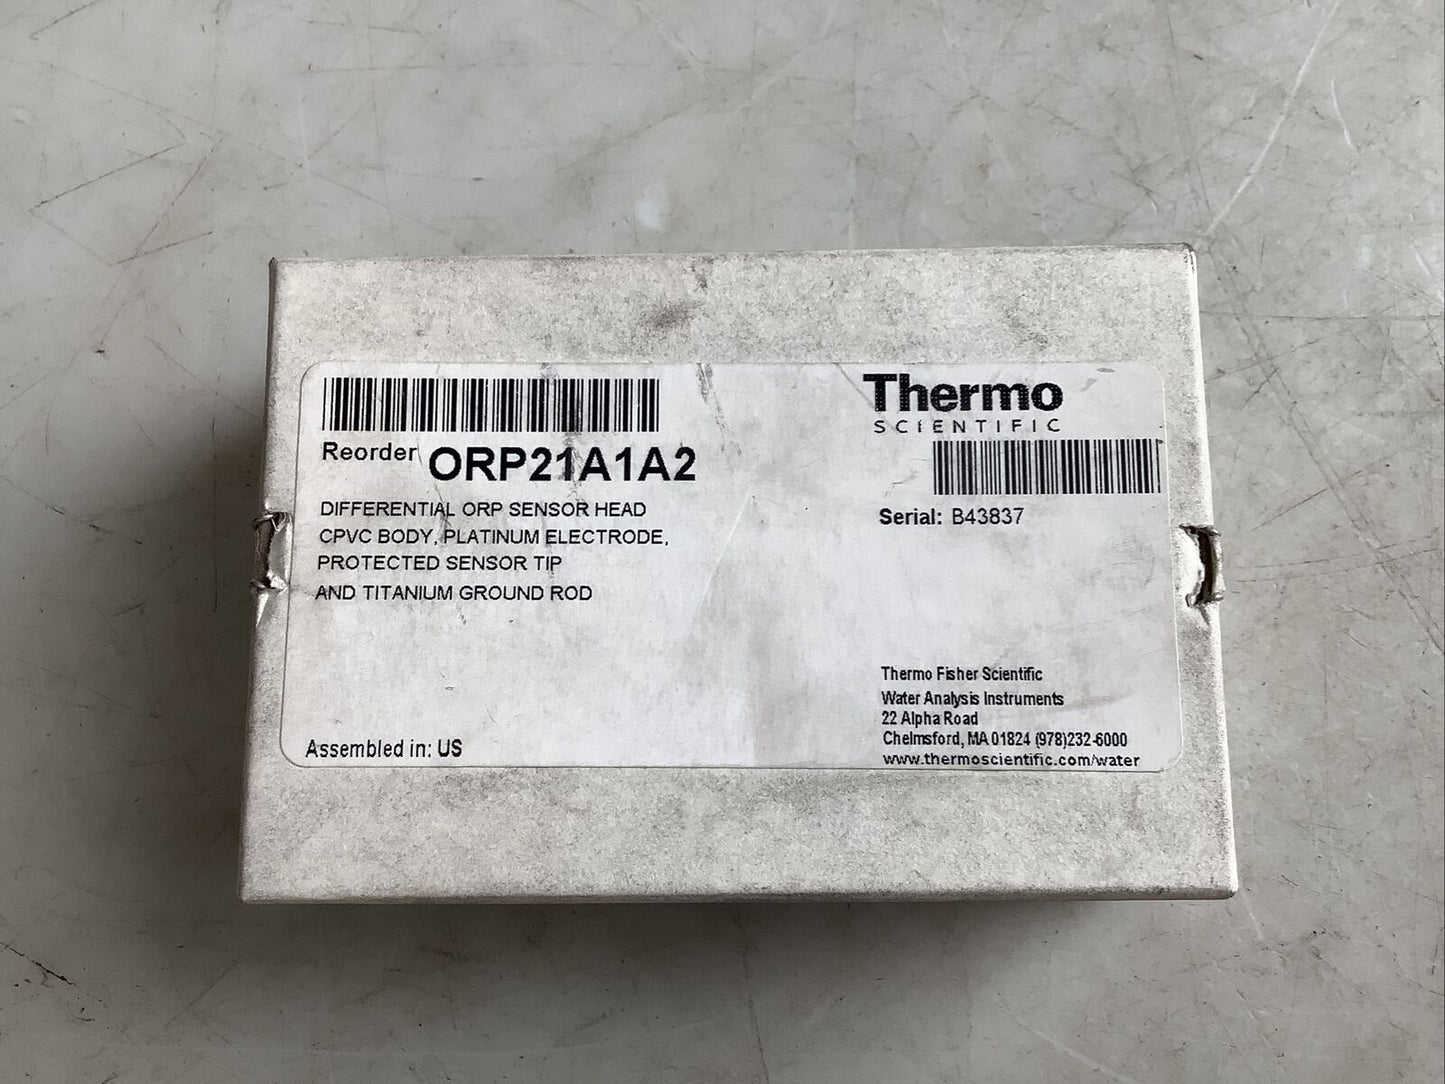 Thermo
SCIENTIFIC
Reorder ORP21A1A2
DIFFERENTIAL ORP SENSOR HEAD
CPVC BODY, PLATINUM ELECTRODE,
PROTECTED SENSOR TIP
AND TITANIUM GROUND ROD
Serial: B43837
Assembled in: US
Thermo Fisher Scientific
Water Analysis Instruments
22 Alpha Road
Chelmsford, MA 01824 (978)232-6000
www.thermoscientific.com/water